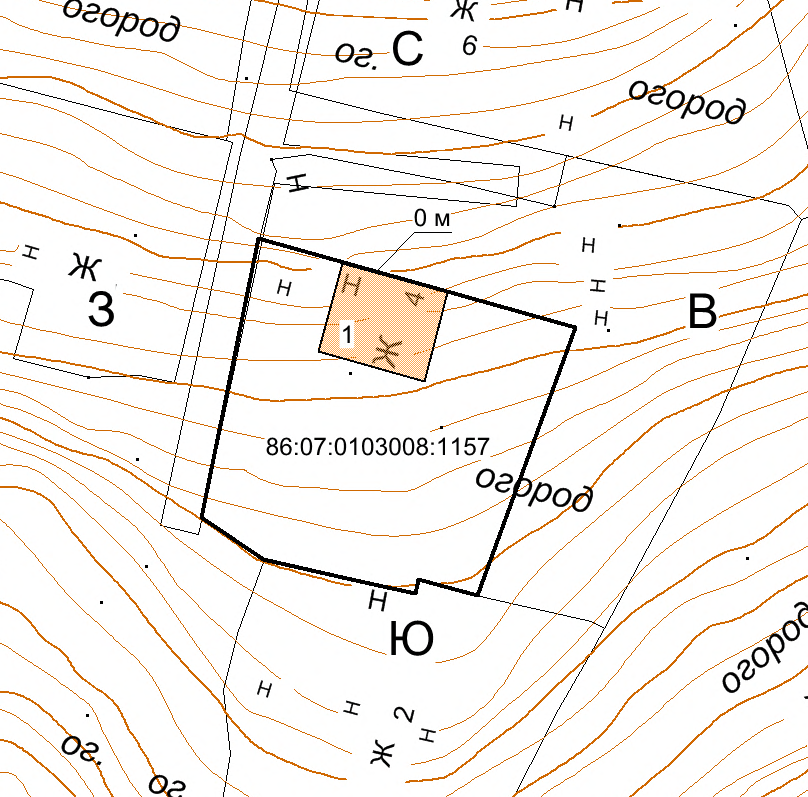 огород
Ж
Н
С
6
ог.
огород
Н
Н
0 м
Н
Н
Ж
Н
Н
В
З
Н
4
Н
1
Ж
86:07:0103008:1157
огород
Н
Ю
огород
Н
Н
2
Н
Ж
ог.
ог.